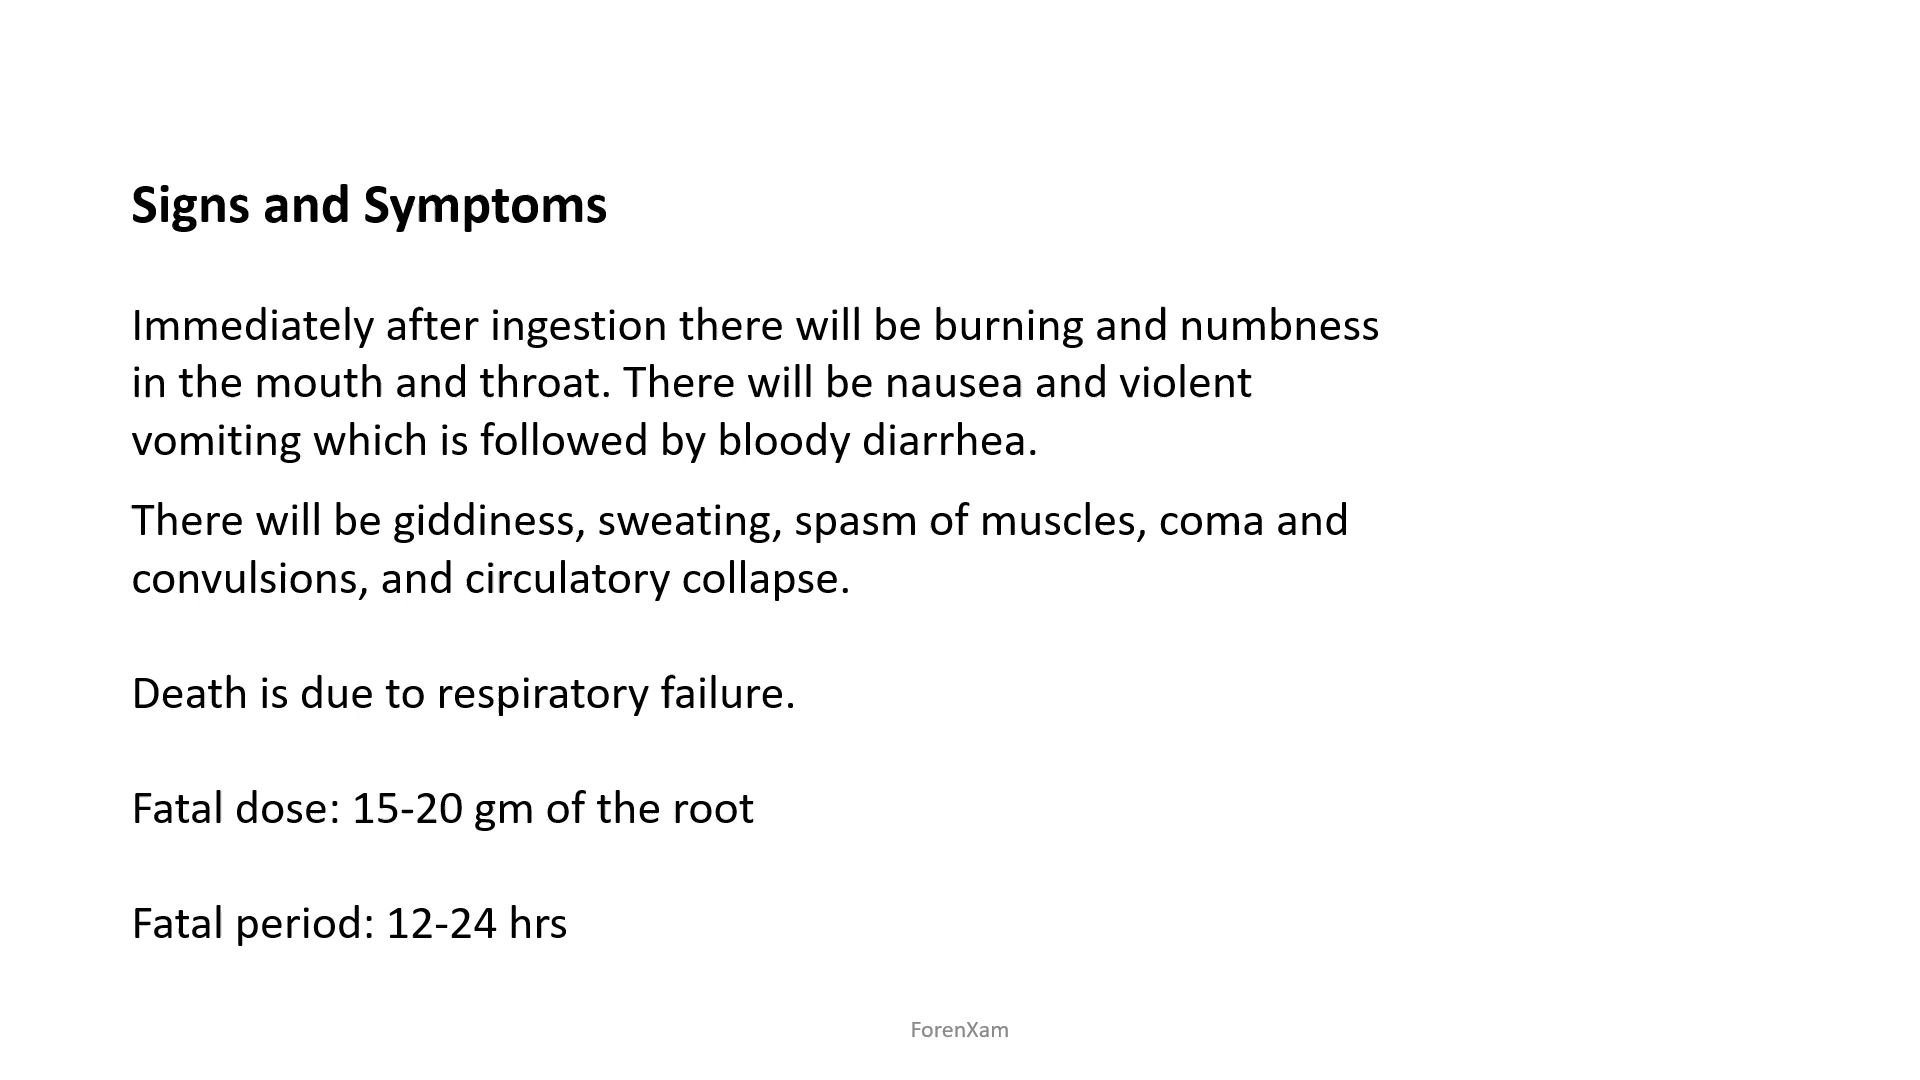 Signs and Symptoms
Immediately after ingestion there will be burning and numbness
in the mouth and throat. There will be nausea and violent
vomiting which is followed by bloody diarrhea.
There will be giddiness, sweating, spasm of muscles, coma and
convulsions, and circulatory collapse.
Death is due to respiratory failure.
Fatal dose: 15-20 gm of the root
Fatal period: 12-24 hrs
ForenXam